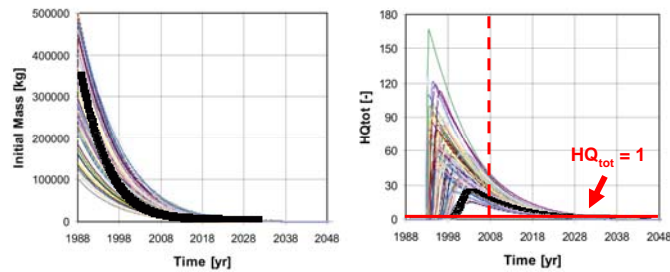 Initial Mass [kg]
500000
400000
300000
200000
100000
0
1988 1998 2008 2018 2028 2038 2048
Time [yr]
HQtot [-]
180
150
120
90
60
30
0
HQtot = 1
1988 1998 2008 2018 2028 2038 2048
Time [yr]